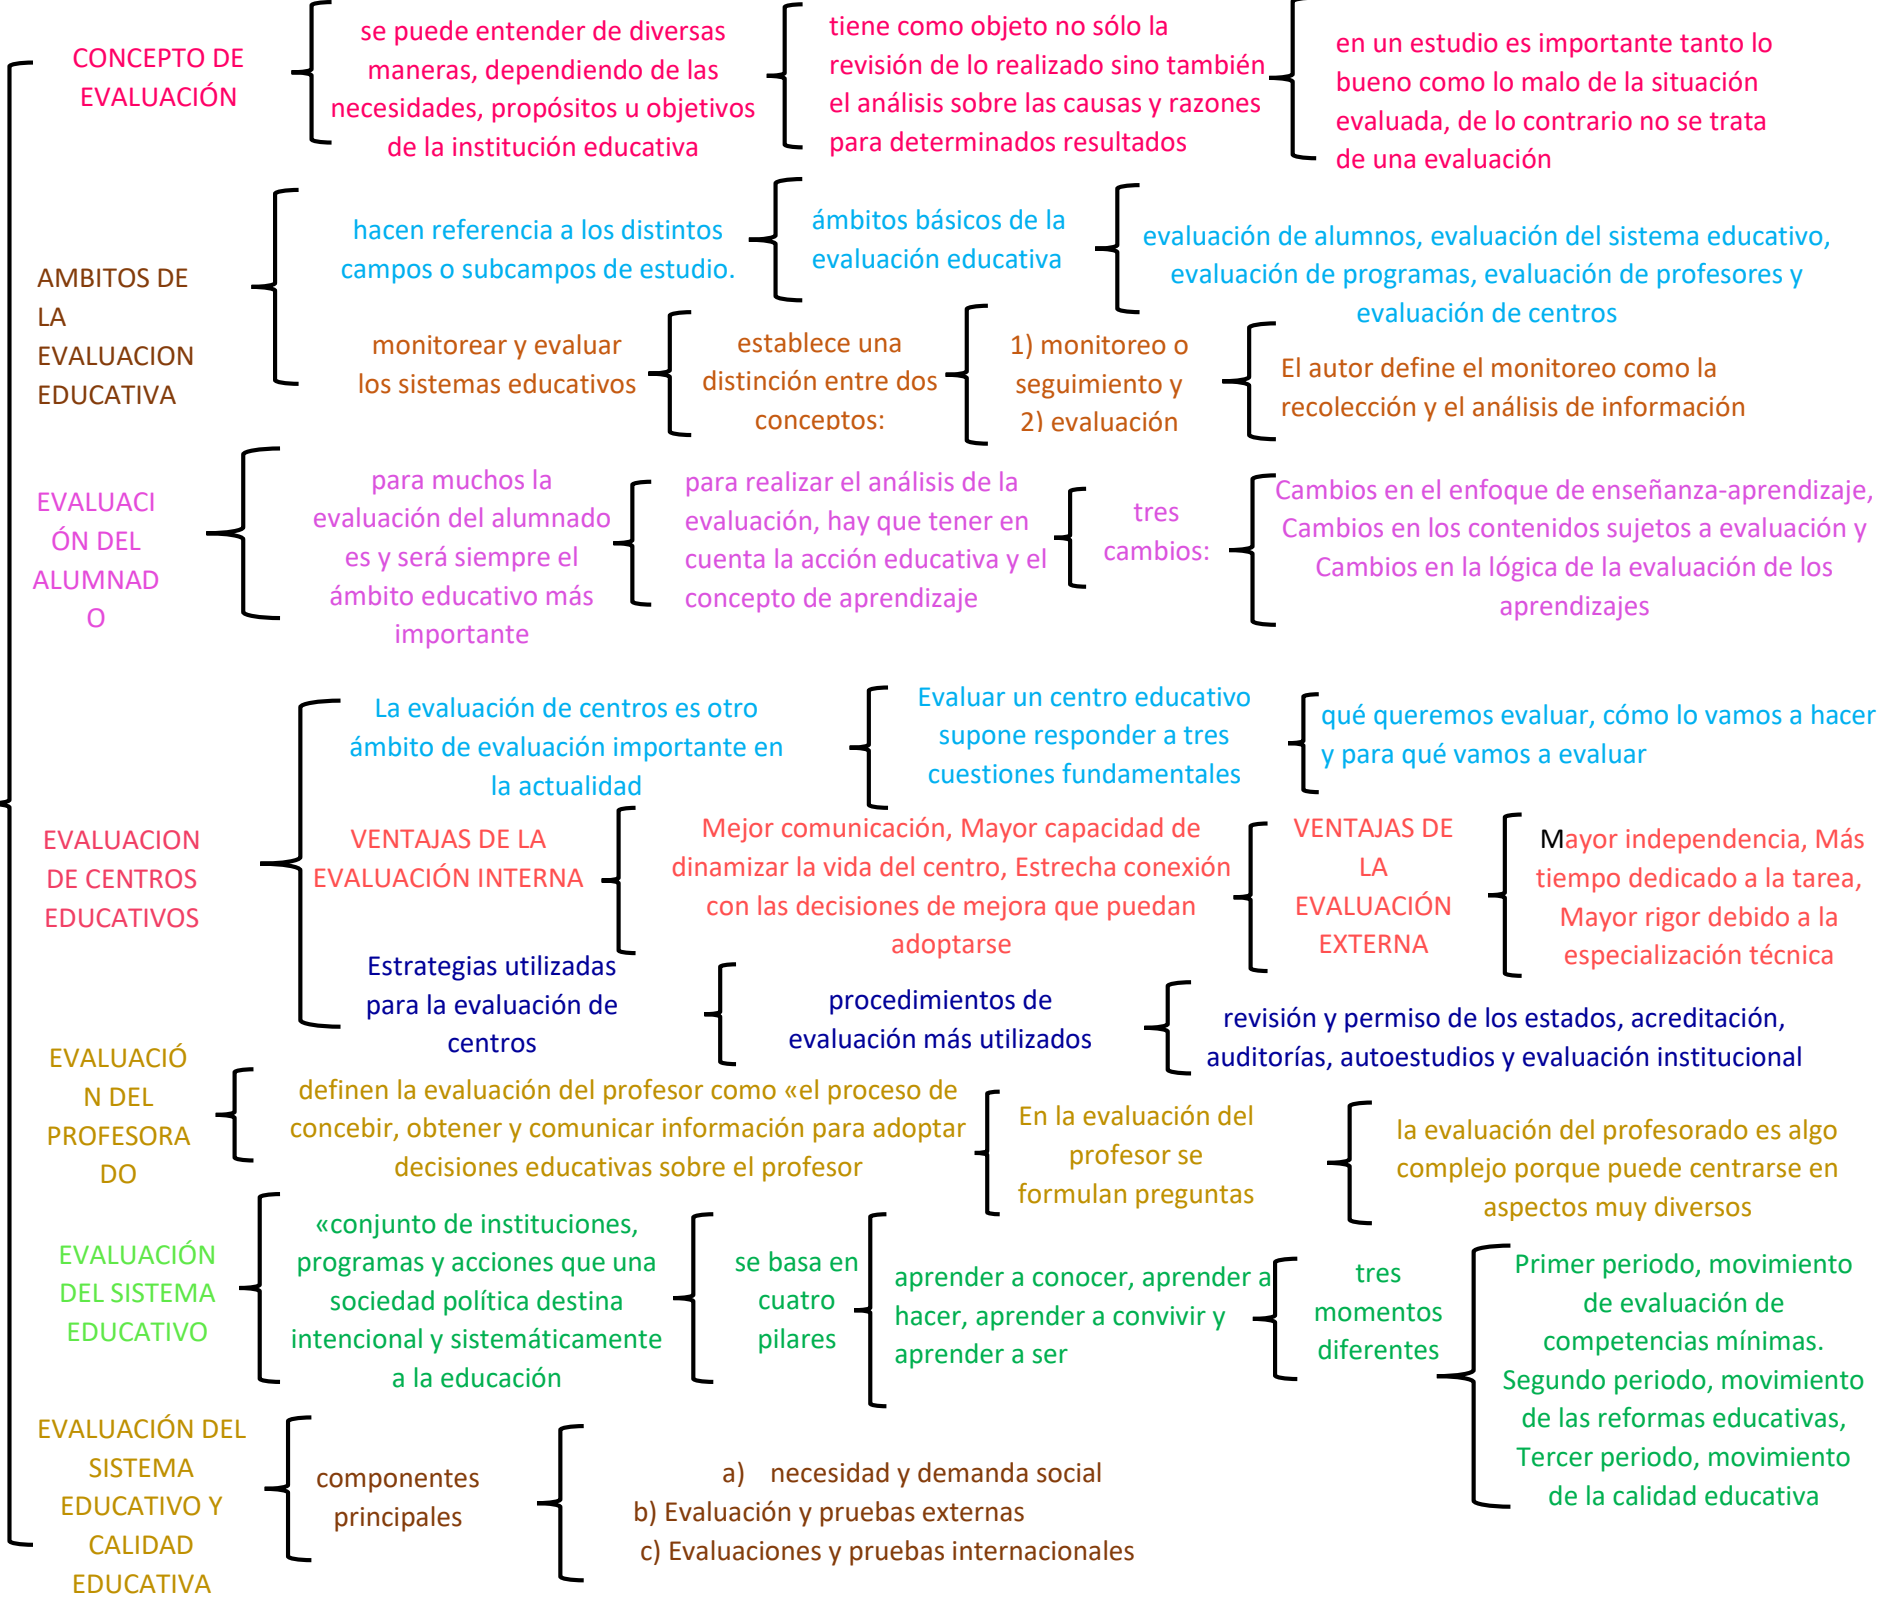 CONCEPTO DE
EVALUACIÓN
se puede entender de diversas
maneras, dependiendo de las
necesidades, propósitos u objetivos
de la institución educativa
tiene como objeto no sólo la
revisión de lo realizado sino también
el análisis sobre las causas y razones
para determinados resultados
en un estudio es importante tanto lo
bueno como lo malo de la situación
evaluada, de lo contrario no se trata
de una evaluación
AMBITOS DE
LA
EVALUACION
EDUCATIVA
hacen referencia a los distintos
campos o subcampos de estudio.
ámbitos básicos de la
evaluación educativa
evaluación de alumnos, evaluación del sistema educativo,
evaluación de programas, evaluación de profesores y
evaluación de centros
monitorear y evaluar
los sistemas educativos
establece una
distinción entre dos
conceptos:
1) monitoreo o
seguimiento y
2) evaluación
El autor define el monitoreo como la
recolección y el análisis de información
EVALUACI
ÓN DEL
ALUMNAD
O
para muchos la
evaluación del alumnado
es y será siempre el
ámbito educativo más
importante
para realizar el análisis de la
evaluación, hay que tener en
cuenta la acción educativa y el
concepto de aprendizaje
tres
cambios:
Cambios en el enfoque de enseñanza-aprendizaje,
Cambios en los contenidos sujetos a evaluación y
Cambios en la lógica de la evaluación de los
aprendizajes
EVALUACION
DE CENTROS
EDUCATIVOS
La evaluación de centros es otro
ámbito de evaluación importante en
la actualidad
Evaluar un centro educativo
supone responder a tres
cuestiones fundamentales
qué queremos evaluar, cómo lo vamos a hacer
y para qué vamos a evaluar
VENTAJAS DE LA
EVALUACIÓN INTERNA
Mejor comunicación, Mayor capacidad de
dinamizar la vida del centro, Estrecha conexión
con las decisiones de mejora que puedan
adoptarse
VENTAJAS DE
LA
EVALUACIÓN
EXTERNA
Mayor independencia, Más
tiempo dedicado a la tarea,
Mayor rigor debido a la
especialización técnica
Estrategias utilizadas
para la evaluación de
centros
procedimientos de
evaluación más utilizados
revisión y permiso de los estados, acreditación,
auditorías, autoestudios y evaluación institucional
EVALUACIÓ
N DEL
PROFESORA
DO
definen la evaluación del profesor como «el proceso de
concebir, obtener y comunicar información para adoptar
decisiones educativas sobre el profesor
En la evaluación del
profesor se
formulan preguntas
la evaluación del profesorado es algo
complejo porque puede centrarse en
aspectos muy diversos
EVALUACIÓN
DEL SISTEMA
EDUCATIVO
«conjunto de instituciones,
programas y acciones que una
sociedad política destina
intencional y sistemáticamente
a la educación
se basa en
cuatro
pilares
aprender a conocer, aprender a
hacer, aprender a convivir y
aprender a ser
tres
momentos
diferentes
Primer periodo, movimiento
de evaluación de
competencias mínimas.
Segundo periodo, movimiento
de las reformas educativas,
Tercer periodo, movimiento
de la calidad educativa
EVALUACIÓN DEL
SISTEMA
EDUCATIVO Y
CALIDAD
EDUCATIVA
componentes
principales
a) necesidad y demanda social
b) Evaluación y pruebas externas
c) Evaluaciones y pruebas internacionales